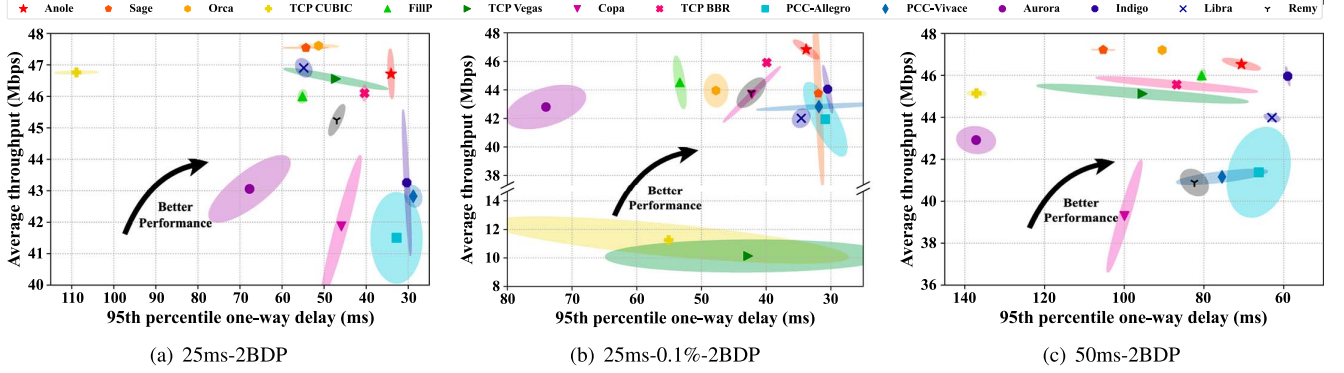 Anole Sage Orca TCP CUBIC FillP TCP Vegas Copa TCP BBR PCC-Allegro PCC-Vivace Aurora Indigo Libra Remy
Average throughput (Mbps)
48
47
46
45
44
43
42
41
40
Better
Performance
110 100 90 80 70 60 50 40 30
95th percentile one-way delay (ms)
(a) 25ms-2BDP
Average throughput (Mbps)
48
46
44
42
40
38
14
12
10
8
Better
Performance
80 70 60 50 40 30
95th percentile one-way delay (ms)
(b) 25ms-0.1%-2BDP
Average throughput (Mbps)
48
46
44
42
40
38
36
Better
Performance
140 120 100 80 60
95th percentile one-way delay (ms)
(c) 50ms-2BDP